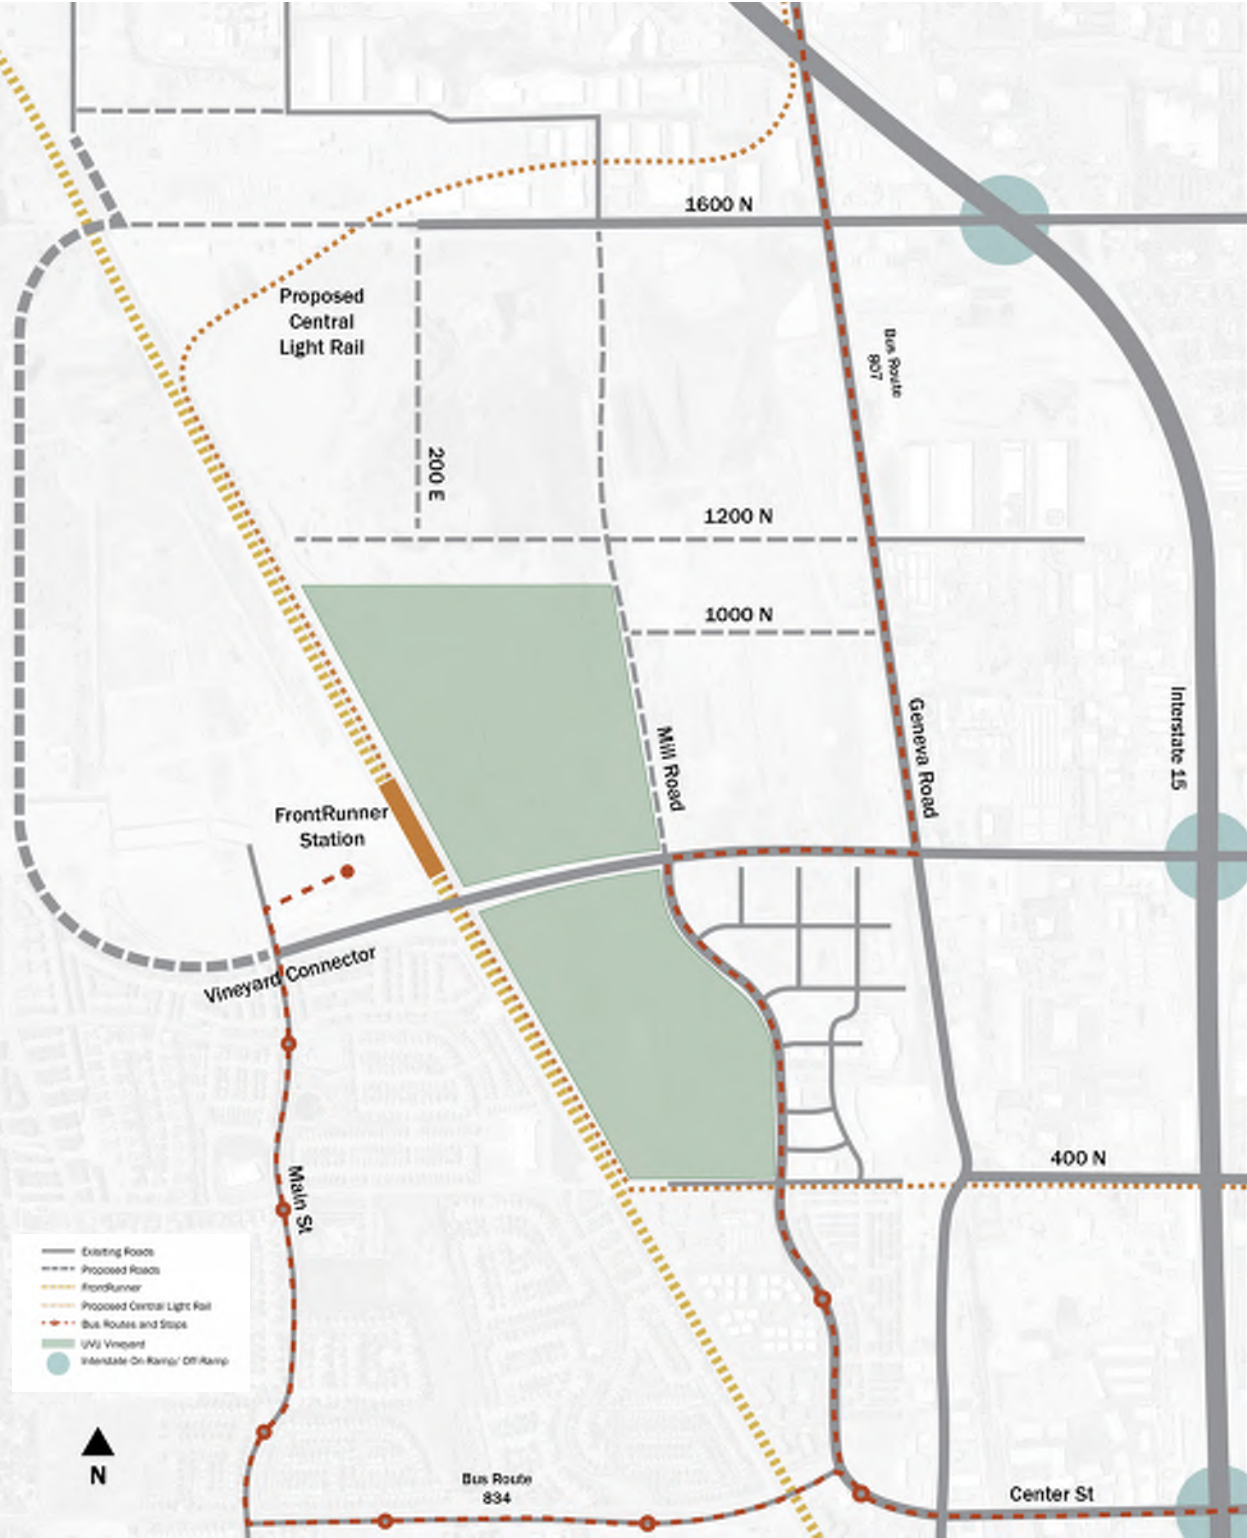 1600 N
Proposed
Central
Light Rail
Bus Route
807
200 E
1200 N
1000 N
Interstate 15
Geneva Road
Mill Road
FrontRunner
Station
Vineyard Connector
400 N
Main St
Existing Roads
Proposed Roads
FrontRunner
Proposed Central Light Rail
Bus Routes and Stops
UVU Vineyard
Interstate On Ramp/ Off Ramp
N
Bus Route
834
Center St